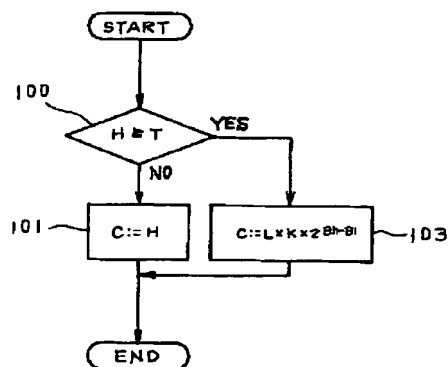 START
100
H ≥ T
YES
NO
101
C:=H
C:=L×K×2^Bh-Bl
103
END